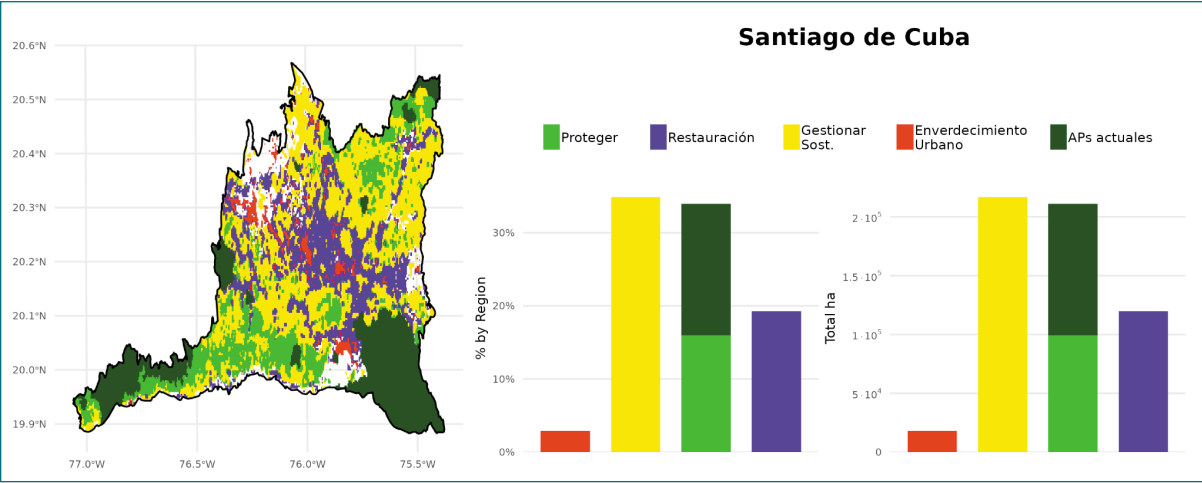 Santiago de Cuba
Proteger
Restauración
Gestionar
Sost.
Enverdecimiento
Urbano
APs actuales
20.6°N
20.5°N
20.4°N
20.3°N
20.2°N
20.1°N
20.0°N
19.9°N
77.0°W
76.5°W
76.0°W
75.5°W
% by Region
30%
20%
10%
0%
Total ha
2·10⁵
1.5·10⁵
1·10⁵
5·10⁴
0